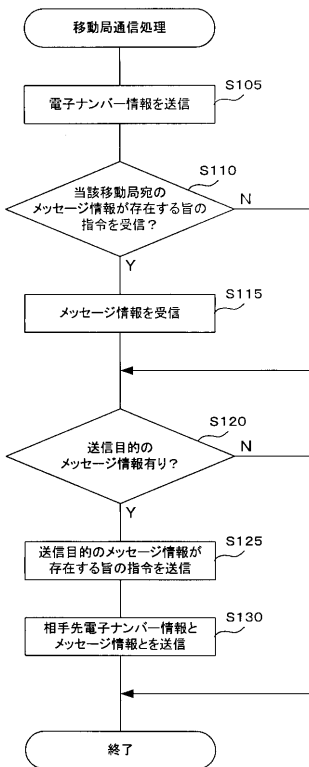 移動局通信処理
S105
電子ナンバー情報を送信
S110
当該移動局宛の
メッセージ情報が存在する旨の
指令を受信？
N
Y
S115
メッセージ情報を受信
S120
送信目的の
メッセージ情報有り？
N
Y
S125
送信目的のメッセージ情報が
存在する旨の指令を送信
S130
相手先電子ナンバー情報と
メッセージ情報とを送信
終了